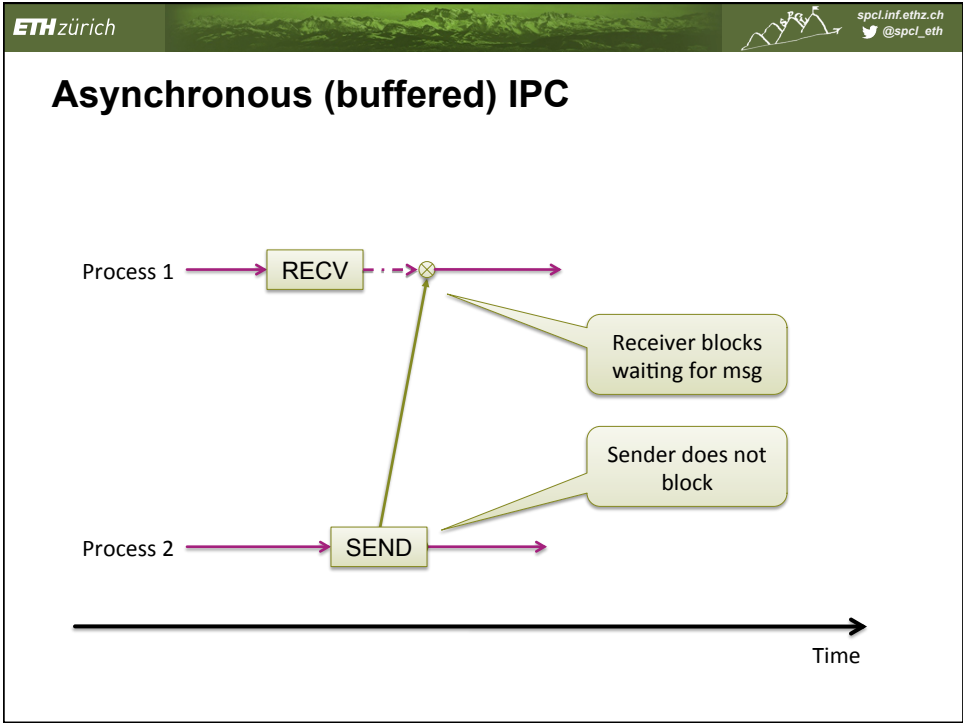 ETH zürich
spcl.inf.ethz.ch
@spcl_eth
Asynchronous (buffered) IPC
Process 1
RECV
Receiver blocks
waiting for msg
Sender does not
block
Process 2
SEND
Time